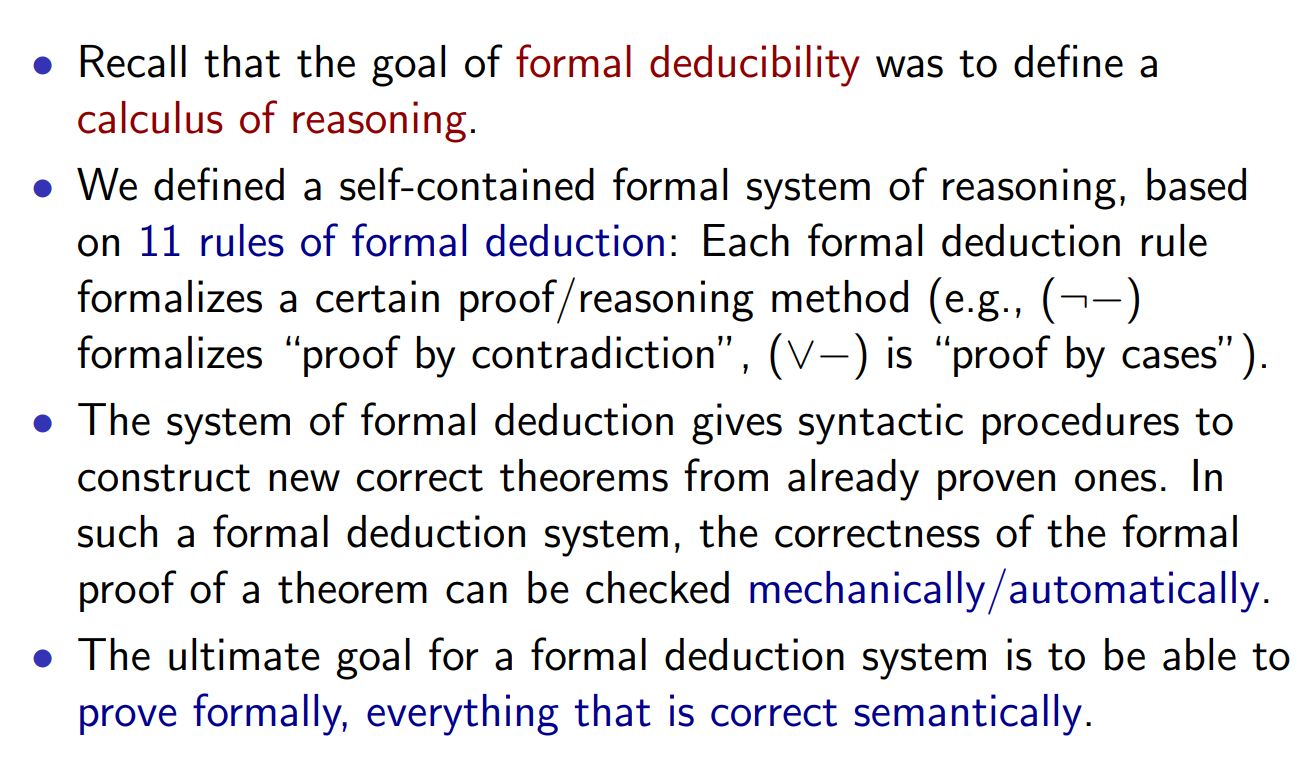 • Recall that the goal of formal deducibility was to define a
calculus of reasoning.
• We defined a self-contained formal system of reasoning, based
on 11 rules of formal deduction: Each formal deduction rule
formalizes a certain proof/reasoning method (e.g., (¬−)
formalizes “proof by contradiction”, (∨−) is “proof by cases”).
• The system of formal deduction gives syntactic procedures to
construct new correct theorems from already proven ones. In
such a formal deduction system, the correctness of the formal
proof of a theorem can be checked mechanically/automatically.
• The ultimate goal for a formal deduction system is to be able to
prove formally, everything that is correct semantically.